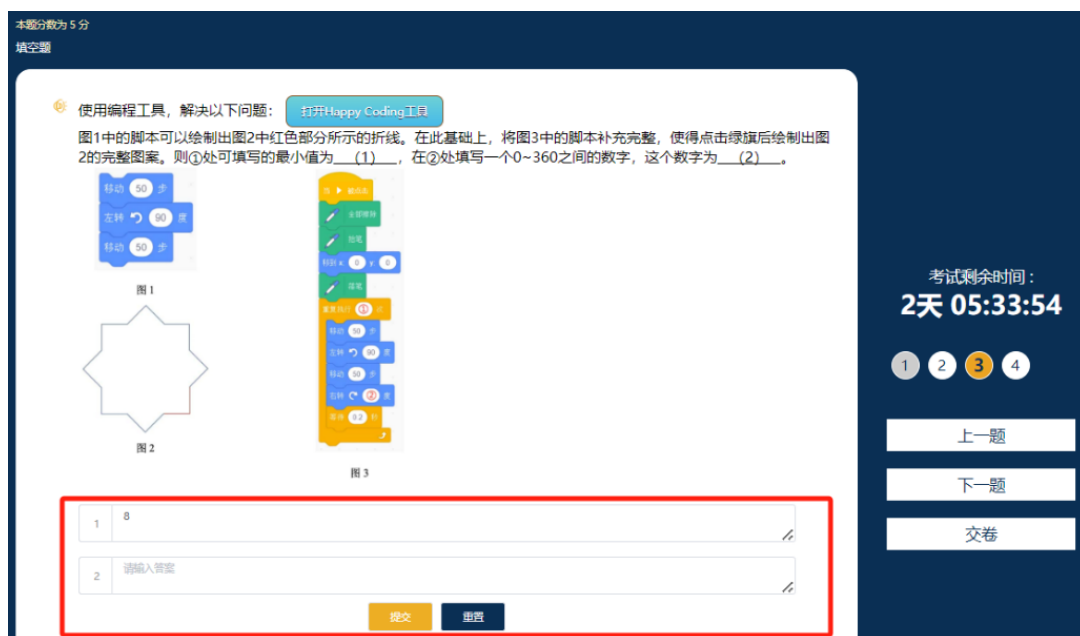 本题分数为 5 分
填空题
使用编程工具，解决以下问题： 打开Happy Coding工具
图1中的脚本可以绘制出图2中红色部分所示的折线。在此基础上，将图3中的脚本补充完整，使得点击绿旗后绘制出图
2的完整图案。则①处可填写的最小值为__(1)__，在②处填写一个0~360之间的数字，这个数字为__(2)__。
移动 50 步
左转 90 度
移动 50 步
图 1
图 2
全部擦除
抬笔
移到 x: 0 y: 0
落笔
重复执行 ① 次
移动 50 步
左转 90 度
移动 50 步
右转 ② 度
等待 0.2 秒
图 3
1 8
2 请输入答案
提交 重置
考试剩余时间：
2天 05:33:54
1 2 3 4
上一题
下一题
交卷